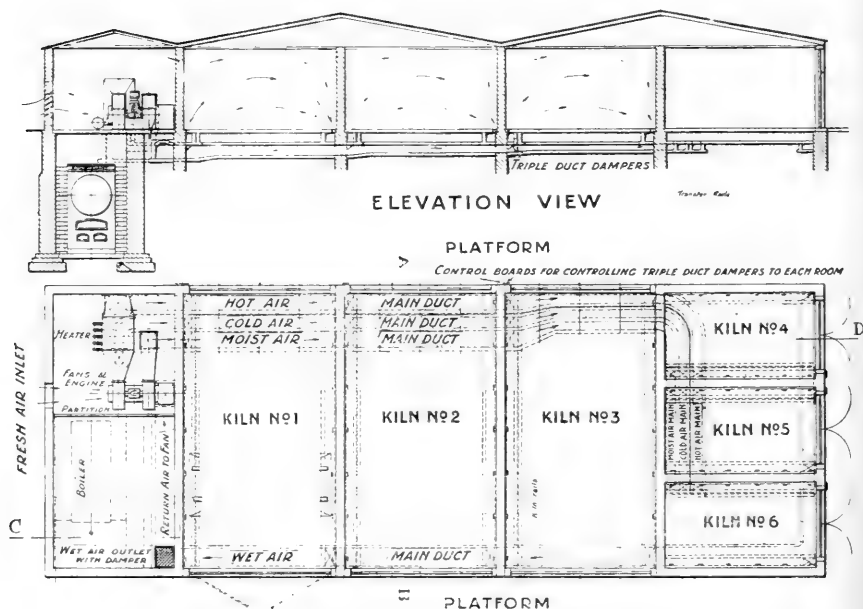 TRIPLE DUCT DAMPERS
ELEVATION VIEW
Transfer Rails
PLATFORM
CONTROL BOARDS FOR CONTROLLING TRIPLE DUCT DAMPERS TO EACH ROOM
HOT AIR MAIN DUCT
COLD AIR MAIN DUCT
MOIST AIR MAIN DUCT
HEATER
FANS &
ENGINE
PARTITION
FRESH AIR INLET
BOILER
RETURN AIR TO FAN
C
WET AIR OUTLET
WITH DAMPER
KILN No1
KILN No2
KILN No3
KILN No4
D
MOIST AIR MAIN
COLD AIR MAIN
HOT AIR MAIN
KILN No5
KILN No6
WET AIR MAIN DUCT
PLATFORM